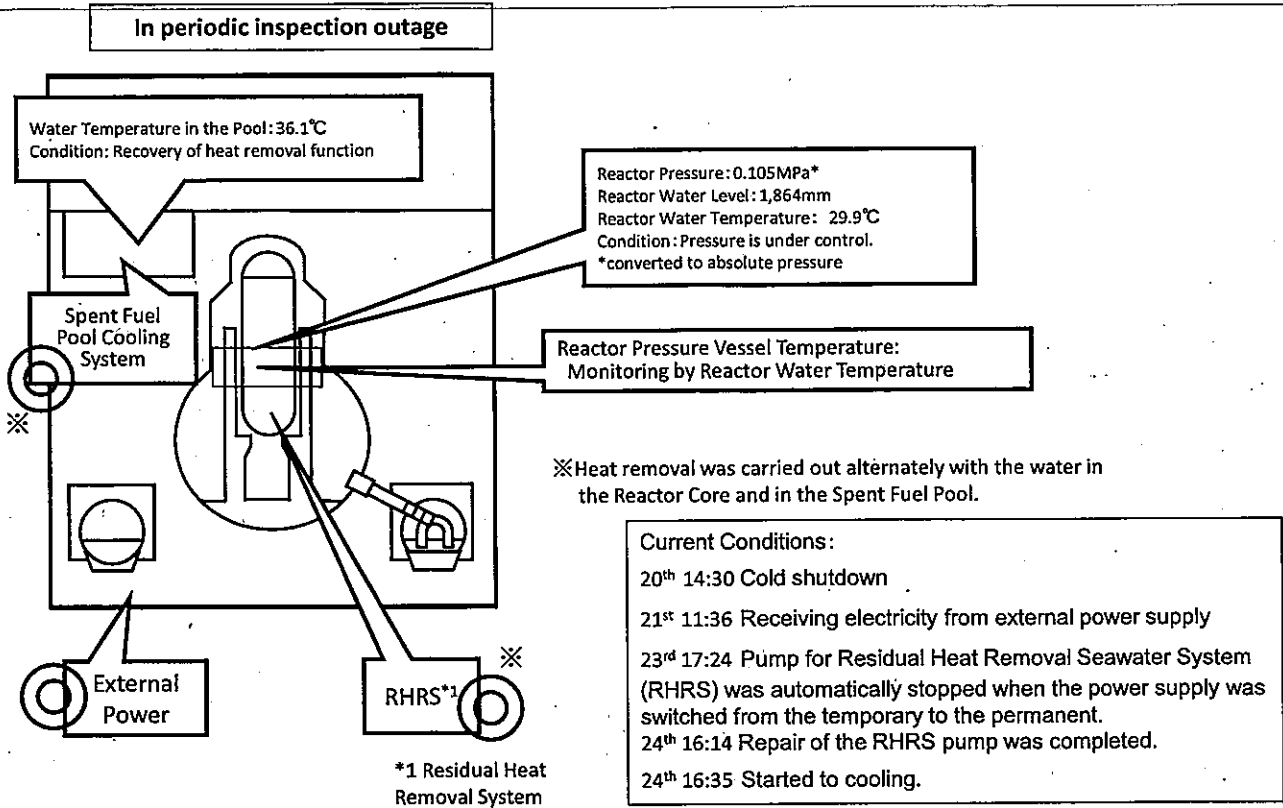 In periodic inspection outage
Water Temperature in the Pool:36.1℃
Condition: Recovery of heat removal function
Reactor Pressure:0.105MPa*
Reactor Water Level:1,864mm
Reactor Water Temperature: 29.9℃
Condition:Pressure is under control.
*converted to absolute pressure
Spent Fuel
Pool Cooling
System
※
Reactor Pressure Vessel Temperature:
Monitoring by Reactor Water Temperature
※Heat removal was carried out alternately with the water in
the Reactor Core and in the Spent Fuel Pool.
External
Power
RHRS*1
※
*1 Residual Heat
Removal System
Current Conditions:
20th 14:30 Cold shutdown
21st 11:36 Receiving electricity from external power supply
23rd 17:24 Pump for Residual Heat Removal Seawater System
(RHRS) was automatically stopped when the power supply was
switched from the temporary to the permanent.
24th 16:14 Repair of the RHRS pump was completed.
24th 16:35 Started to cooling.